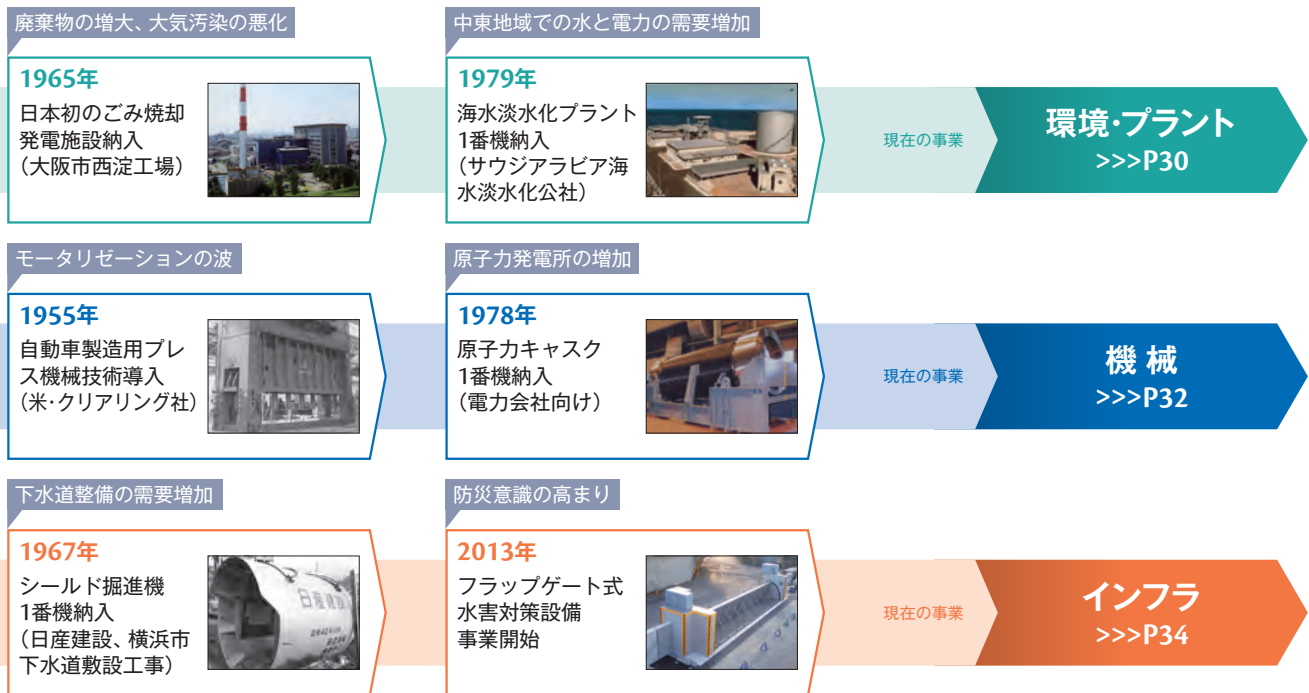 廃棄物の増大、大気汚染の悪化
1965年
日本初のごみ焼却
発電施設納入
（大阪市西淀工場）
中東地域での水と電力の需要増加
1979年
海水淡水化プラント
1番機納入
（サウジアラビア海
水淡水化公社）
現在の事業
環境・プラント
>>>P30
モータリゼーションの波
1955年
自動車製造用プレ
ス機械技術導入
（米・クリアリング社）
原子力発電所の増加
1978年
原子力キャスク
1番機納入
（電力会社向け）
現在の事業
機械
>>>P32
下水道整備の需要増加
1967年
シールド掘進機
1番機納入
（日産建設、横浜市
下水道敷設工事）
日産建設
防災意識の高まり
2013年
フラップゲート式
水害対策設備
事業開始
現在の事業
インフラ
>>>P34